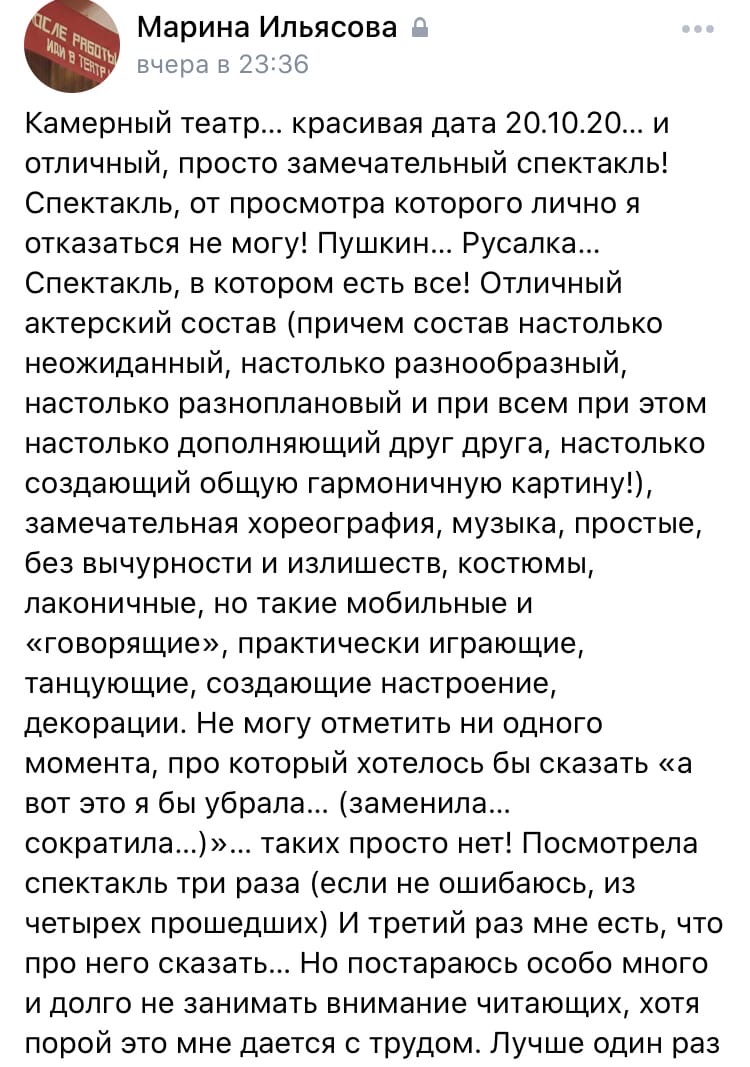 ПОСЛЕ РАБОТЫ
ИДИ В ТЕАТР
Марина Ильясова
вчера в 23:36
Камерный театр... красивая дата 20.10.20... и
отличный, просто замечательный спектакль!
Спектакль, от просмотра которого лично я
отказаться не могу! Пушкин... Русалка...
Спектакль, в котором есть все! Отличный
актерский состав (причем состав настолько
неожиданный, настолько разнообразный,
настолько разноплановый и при всем при этом
настолько дополняющий друг друга, настолько
создающий общую гармоничную картину!),
замечательная хореография, музыка, простые,
без вычурности и излишеств, костюмы,
лаконичные, но такие мобильные и
«говорящие», практически играющие,
танцующие, создающие настроение,
декорации. Не могу отметить ни одного
момента, про который хотелось бы сказать «а
вот это я бы убрала... (заменила...
сократила...)»... таких просто нет! Посмотрела
спектакль три раза (если не ошибаюсь, из
четырех прошедших) И третий раз мне есть, что
про него сказать... Но постараюсь особо много
и долго не занимать внимание читающих, хотя
порой это мне дается с трудом. Лучше один раз